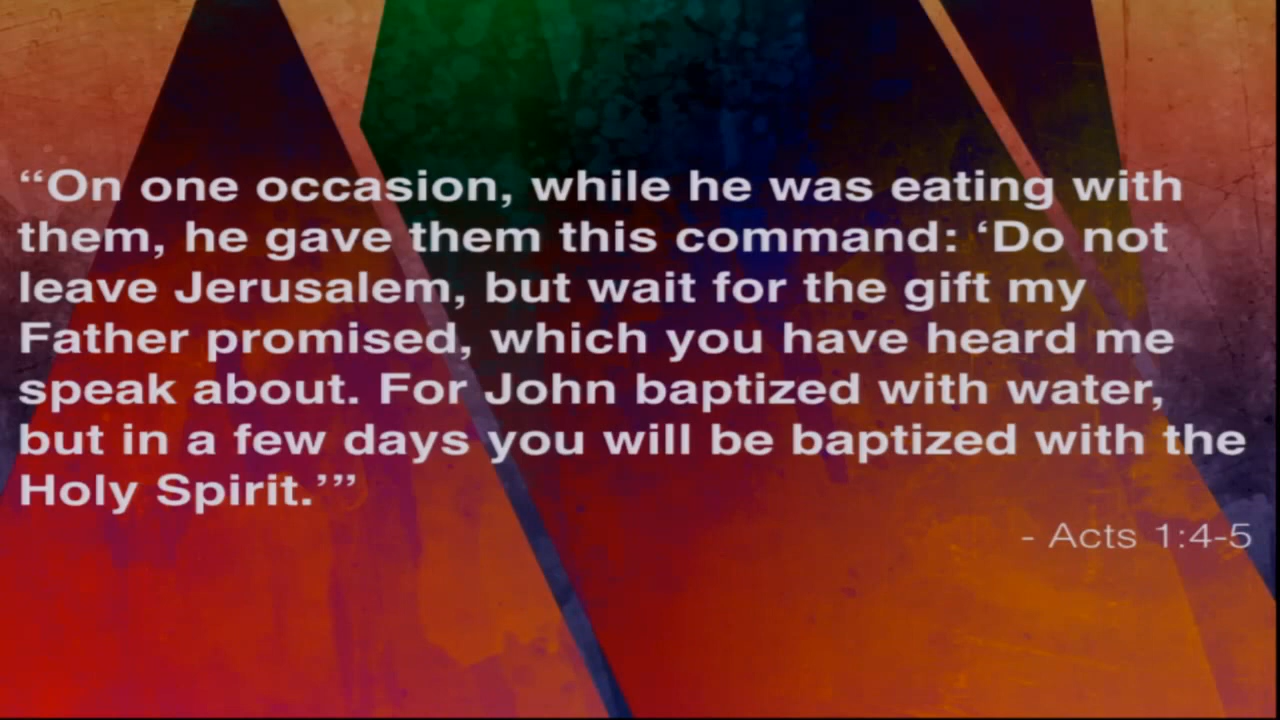 “On one occasion, while he was eating with
them, he gave them this command: ‘Do not
leave Jerusalem, but wait for the gift my
Father promised, which you have heard me
speak about. For John baptized with water,
but in a few days you will be baptized with the
Holy Spirit.’”
- Acts 1:4-5